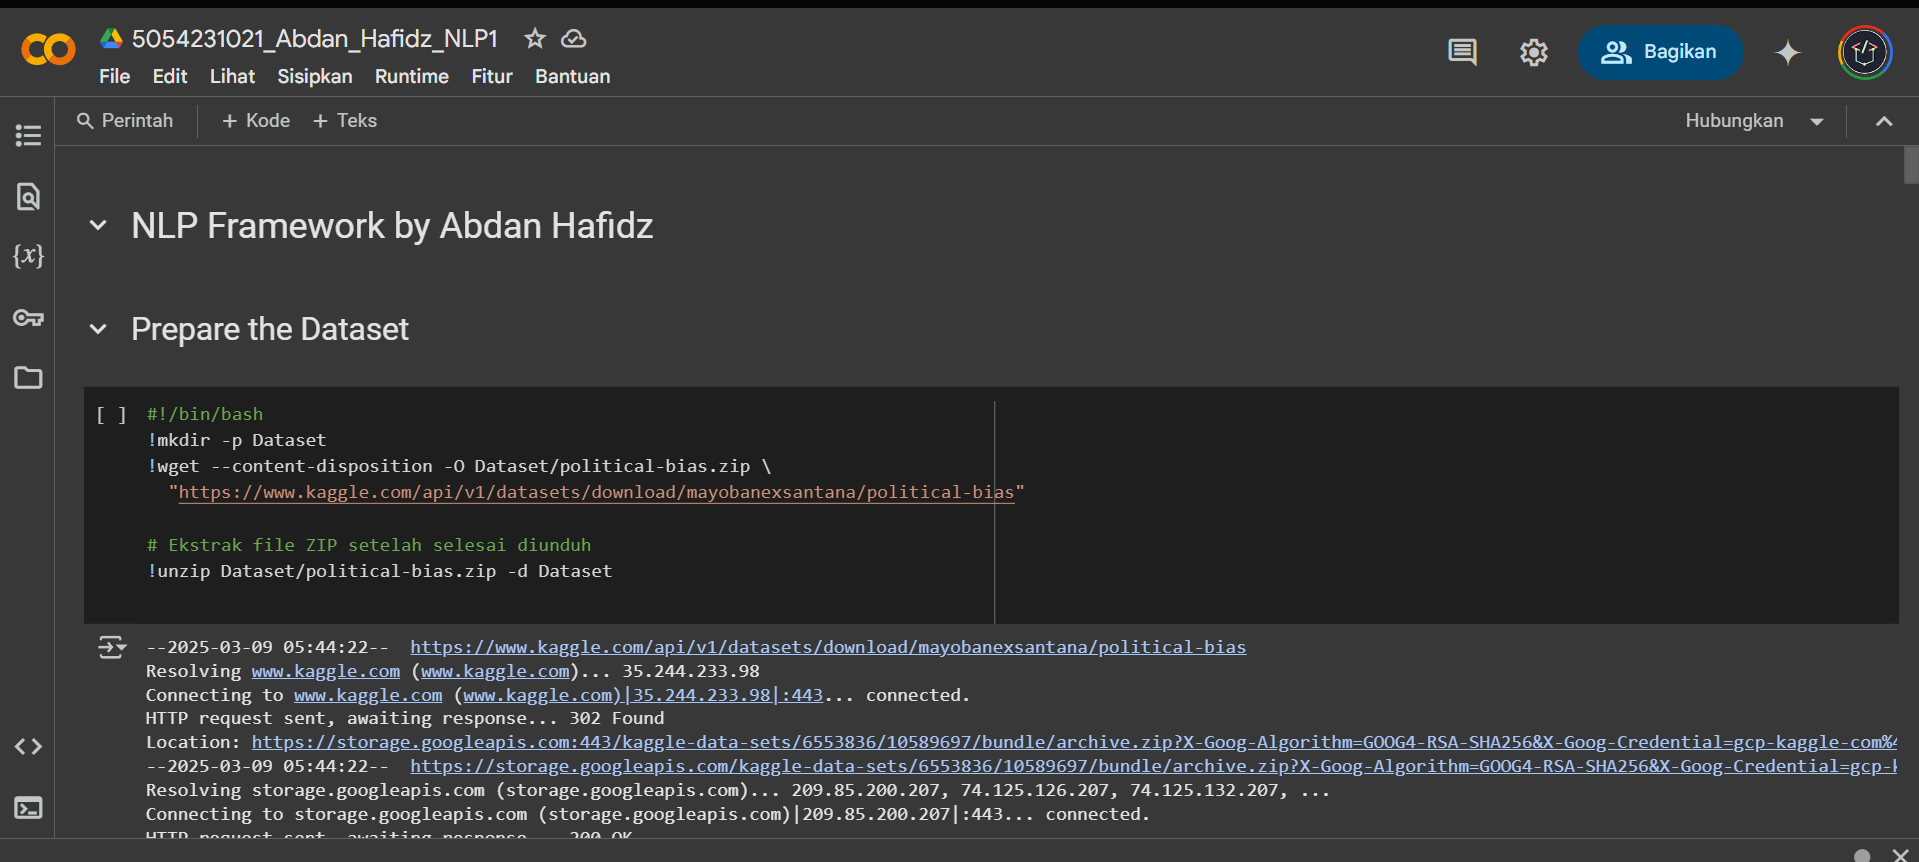 5054231021_Abdan_Hafidz_NLP1
File Edit Lihat Sisipkan Runtime Fitur Bantuan
Bagikan
Perintah + Kode + Teks
Hubungkan
NLP Framework by Abdan Hafidz
Prepare the Dataset
[ ] #!/bin/bash
!mkdir -p Dataset
!wget --content-disposition -O Dataset/political-bias.zip \
"https://www.kaggle.com/api/v1/datasets/download/mayobanexsantana/political-bias"
# Ekstrak file ZIP setelah selesai diunduh
!unzip Dataset/political-bias.zip -d Dataset
--2025-03-09 05:44:22-- https://www.kaggle.com/api/v1/datasets/download/mayobanexsantana/political-bias
Resolving www.kaggle.com (www.kaggle.com)... 35.244.233.98
Connecting to www.kaggle.com (www.kaggle.com)|35.244.233.98|:443... connected.
HTTP request sent, awaiting response... 302 Found
Location: https://storage.googleapis.com:443/kaggle-data-sets/6553836/10589697/bundle/archive.zip?X-Goog-Algorithm=GOOG4-RSA-SHA256&X-Goog-Credential=gcp-kaggle-com%4
--2025-03-09 05:44:22-- https://storage.googleapis.com/kaggle-data-sets/6553836/10589697/bundle/archive.zip?X-Goog-Algorithm=GOOG4-RSA-SHA256&X-Goog-Credential=gcp-k
Resolving storage.googleapis.com (storage.googleapis.com)... 209.85.200.207, 74.125.126.207, 74.125.132.207, ...
Connecting to storage.googleapis.com (storage.googleapis.com)|209.85.200.207|:443... connected.
HTTP request sent, awaiting response... 200 OK